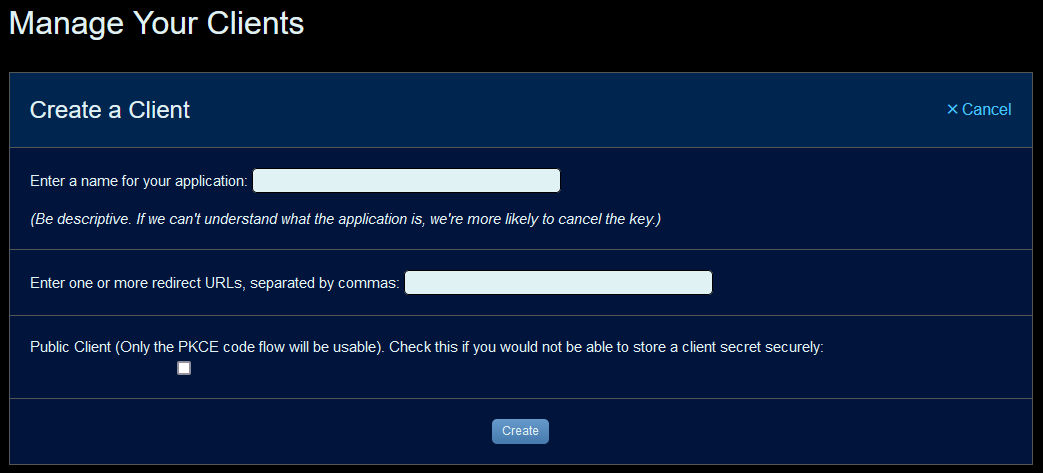 Manage Your Clients
Create a Client
× Cancel
Enter a name for your application:
(Be descriptive. If we can't understand what the application is, we're more likely to cancel the key.)
Enter one or more redirect URLs, separated by commas:
Public Client (Only the PKCE code flow will be usable). Check this if you would not be able to store a client secret securely:
Create